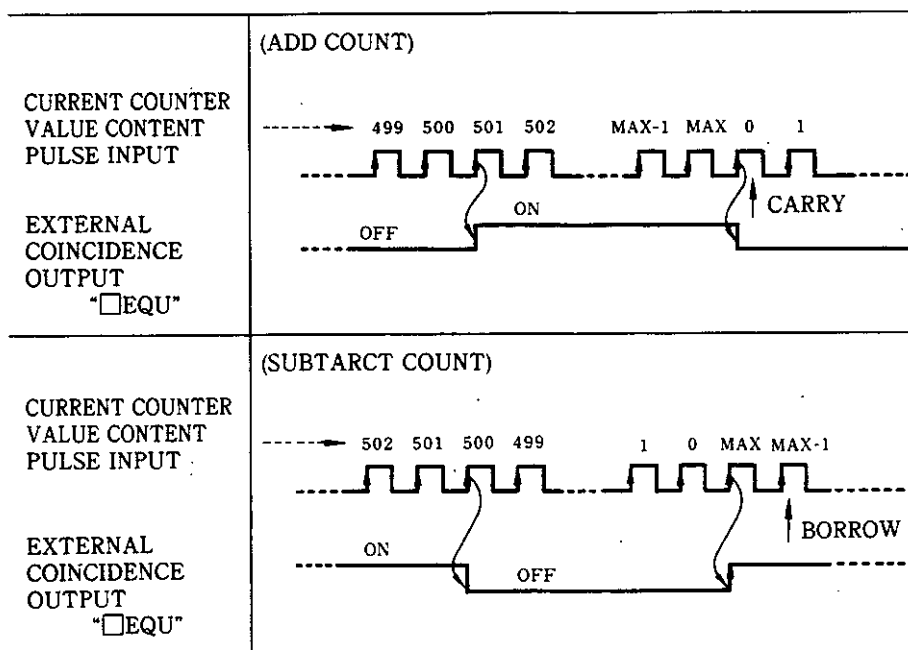 (ADD COUNT)
CURRENT COUNTER
VALUE CONTENT
PULSE INPUT
499 500 501 502 MAX-1 MAX 0 1
CARRY
EXTERNAL
COINCIDENCE
OUTPUT
"□EQU"
OFF
ON
(SUBTARCT COUNT)
CURRENT COUNTER
VALUE CONTENT
PULSE INPUT
502 501 500 499 1 0 MAX MAX-1
BORROW
EXTERNAL
COINCIDENCE
OUTPUT
"□EQU"
ON
OFF